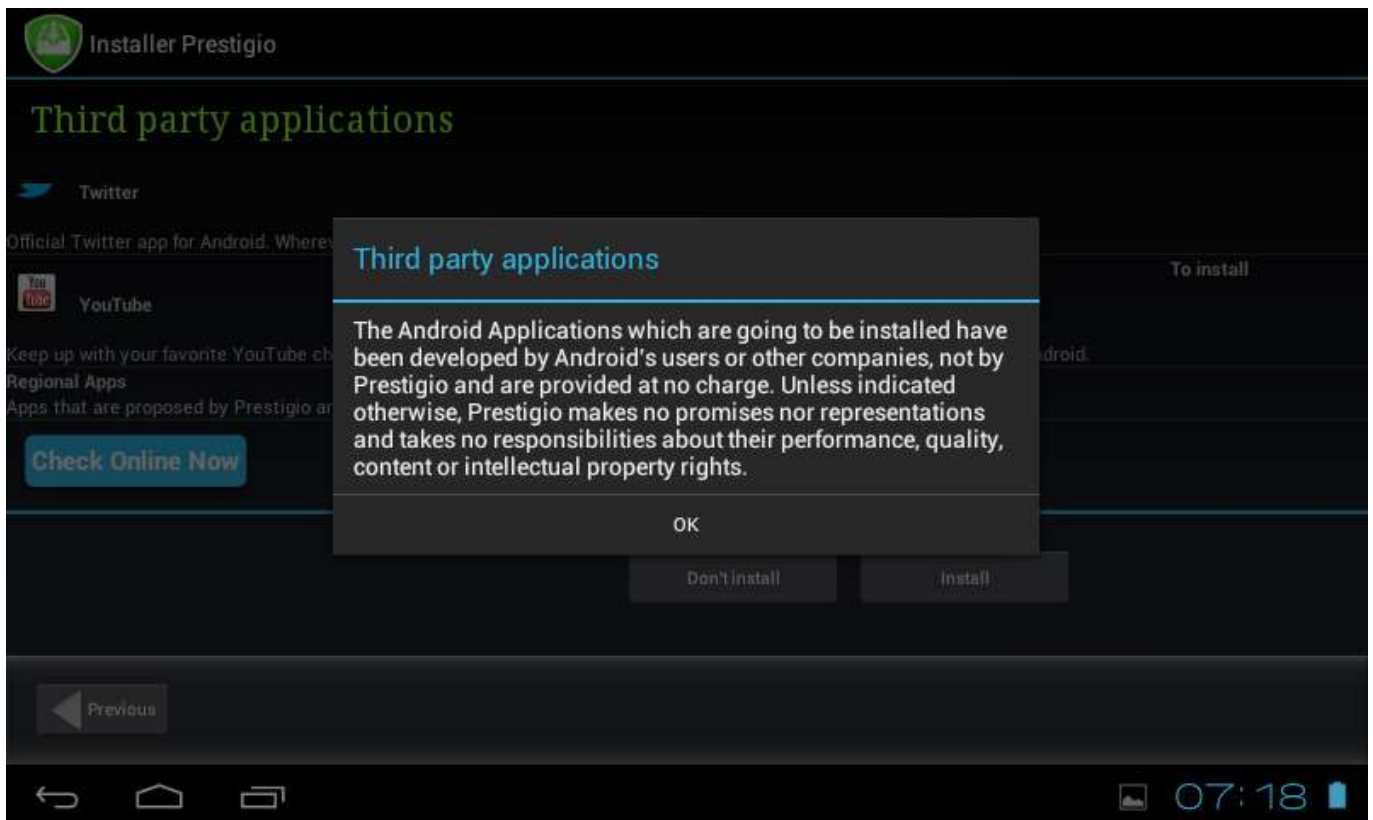 Installer Prestigio
Third party applications
Twitter
Official Twitter app for Android.
Third party applications
To install
You
Tube
YouTube
The Android Applications which are going to be installed have
been developed by Android's users or other companies, not by
Prestigio and are provided at no charge. Unless indicated
otherwise, Prestigio makes no promises nor representations
and takes no responsibilities about their performance, quality,
content or intellectual property rights.
OK
Keep up with your favorite YouTube
Regional Apps
Apps that are proposed by Prestigio
Check Online Now
Don't install
Install
Previous
07:18